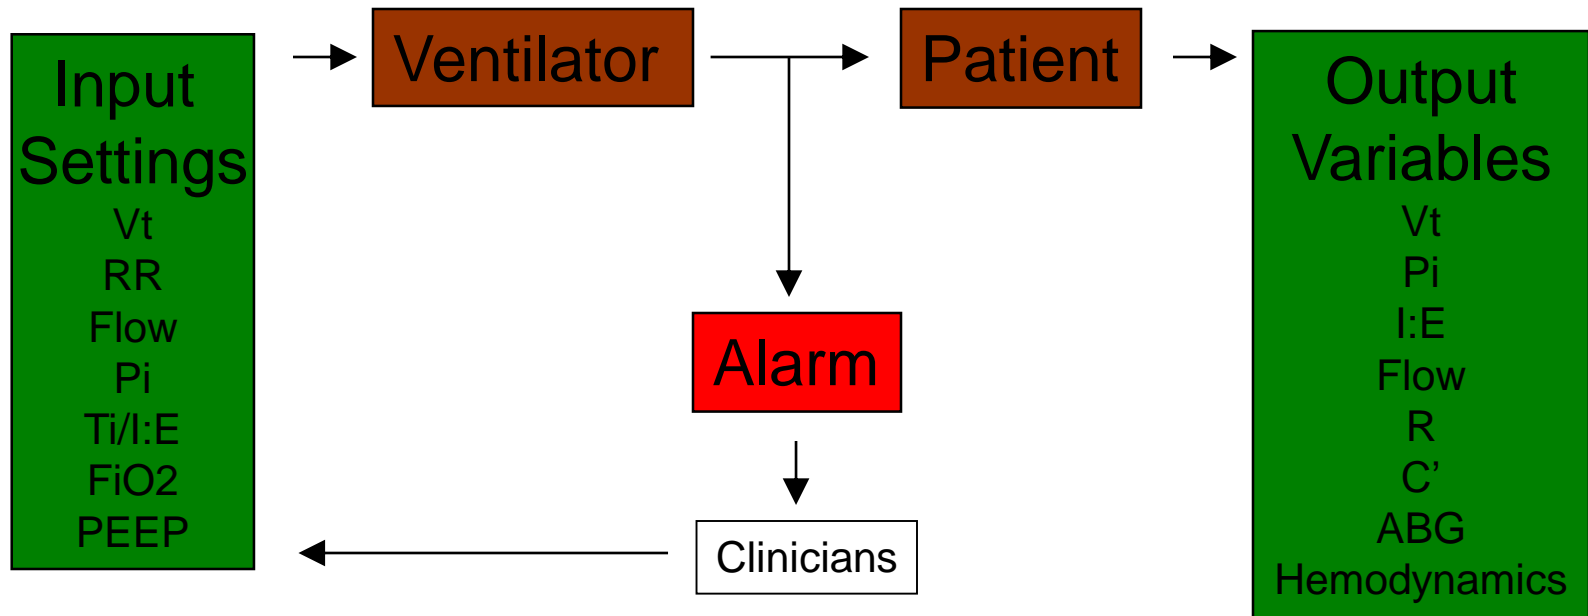 Input
Settings
Vt
RR
Flow
Pi
Ti/I:E
FiO2
PEEP
Ventilator
Patient
Alarm
Clinicians
Output
Variables
Vt
Pi
I:E
Flow
R
C’
ABG
Hemodynamics